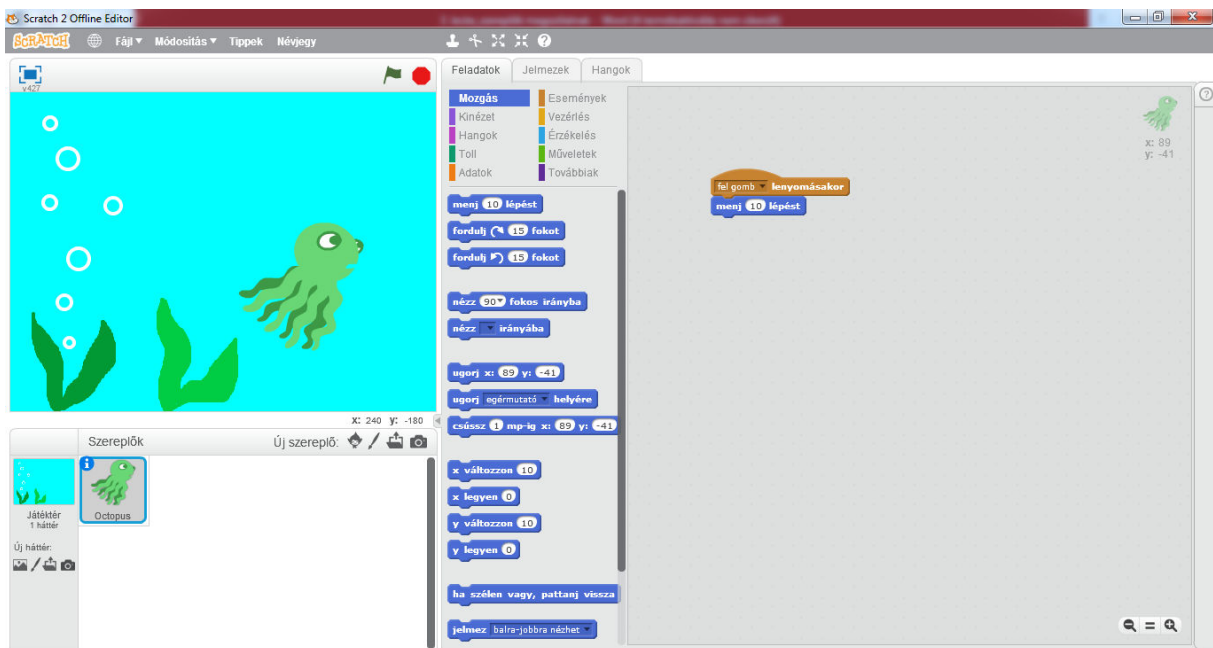 Scratch 2 Offline Editor
SCRATCH Fájl Módosítás Tippek Névjegy
v427
Feladatok Jelmezek Hangok
Mozgás Események
Kinézet Vezérlés
Hangok Érzékelés
Toll Műveletek
Adatok Továbbiak
menj 10 lépést
fordulj 15 fokot
fordulj 15 fokot
nézz 90 fokos irányba
nézz irányába
ugorj x: 89 y: -41
ugorj egérmutató helyére
csússz 1 mp-ig x: 89 y: -41
x változzon 10
x legyen 0
y változzon 10
y legyen 0
ha szélen vagy, pattanj vissza
jelmez balra-jobbra nézhet
fel gomb lenyomásakor
menj 10 lépést
x: 89
y: -41
X: 240 y: -180
Szereplők Új szereplő:
Játéktér
1 háttér
Octopus
Új háttér: